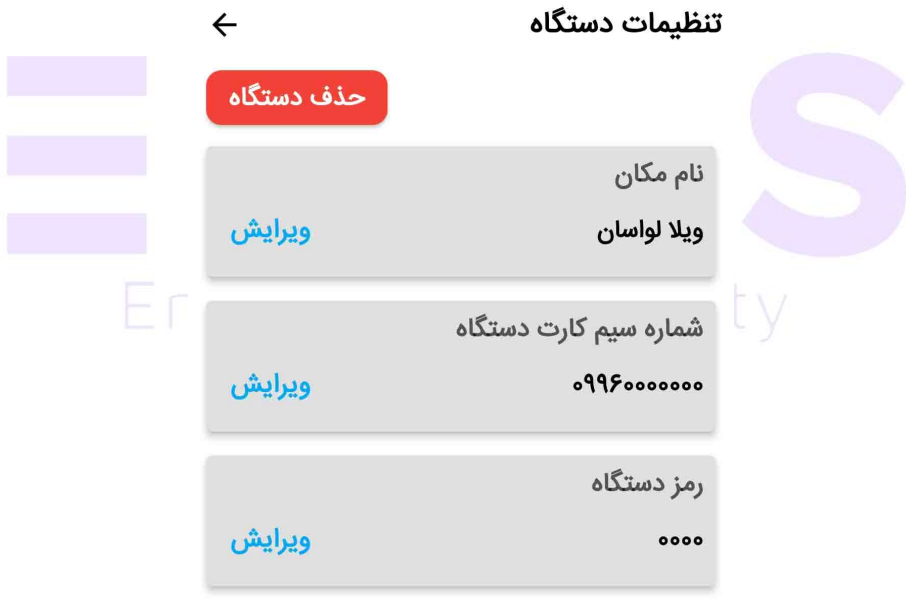 تنظیمات دستگاه
حذف دستگاه
نام مکان
ویلا لواسان
ویرایش
شماره سیم کارت دستگاه
۰۹۹۶۰۰۰۰۰۰۰
ویرایش
رمز دستگاه
۰۰۰۰
ویرایش